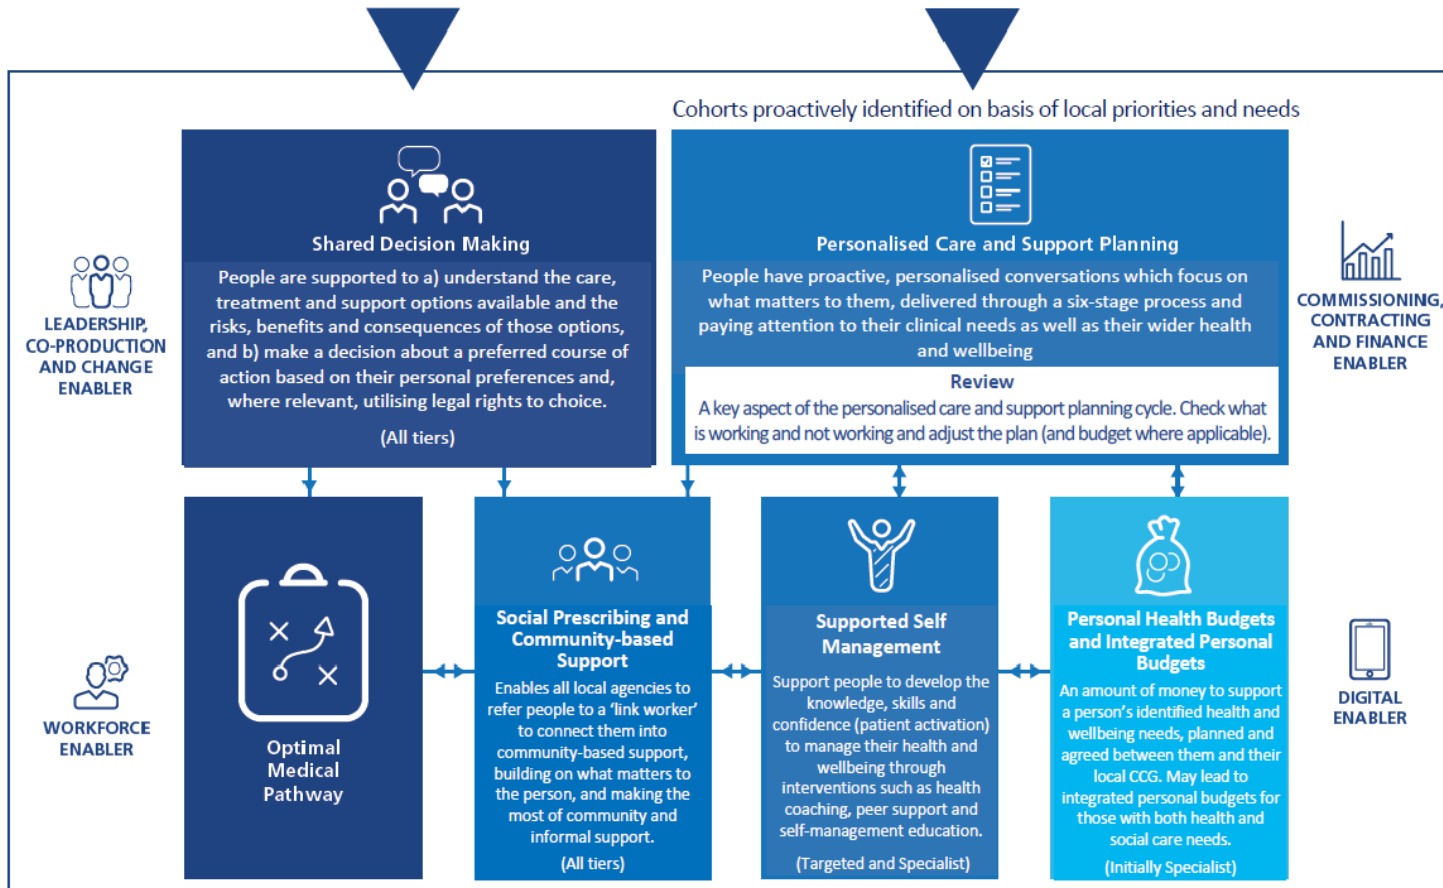 Cohorts proactively identified on basis of local priorities and needs
Shared Decision Making
People are supported to a) understand the care,
treatment and support options available and the
risks, benefits and consequences of those options,
and b) make a decision about a preferred course of
action based on their personal preferences and,
where relevant, utilising legal rights to choice.
(All tiers)
Personalised Care and Support Planning
People have proactive, personalised conversations which focus on
what matters to them, delivered through a six-stage process and
paying attention to their clinical needs as well as their wider health
and wellbeing
Review
A key aspect of the personalised care and support planning cycle. Check what
is working and not working and adjust the plan (and budget where applicable).
LEADERSHIP,
CO-PRODUCTION
AND CHANGE
ENABLER
COMMISSIONING,
CONTRACTING
AND FINANCE
ENABLER
WORKFORCE
ENABLER
Optimal
Medical
Pathway
Social Prescribing and
Community-based
Support
Enables all local agencies to
refer people to a ‘link worker’
to connect them into
community-based support,
building on what matters to
the person, and making the
most of community and
informal support.
(All tiers)
Supported Self
Management
Support people to develop the
knowledge, skills and
confidence (patient activation)
to manage their health and
wellbeing through
interventions such as health
coaching, peer support and
self-management education.
(Targeted and Specialist)
Personal Health Budgets
and Integrated Personal
Budgets
An amount of money to support
a person’s identified health and
wellbeing needs, planned and
agreed between them and their
local CCG. May lead to
integrated personal budgets for
those with both health and
social care needs.
(Initially Specialist)
DIGITAL
ENABLER